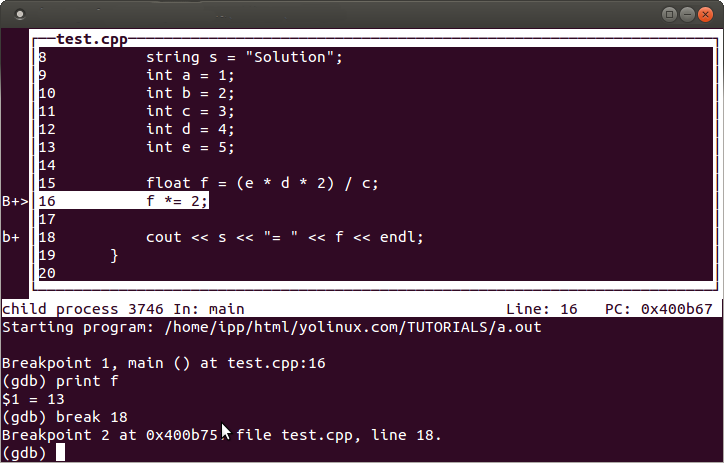 test.cpp
8 string s = "Solution";
9 int a = 1;
10 int b = 2;
11 int c = 3;
12 int d = 4;
13 int e = 5;
14
15 float f = (e * d * 2) / c;
B+> 16 f *= 2;
17
b+ 18 cout << s << "= " << f << endl;
19 }
20
child process 3746 In: main Line: 16 PC: 0x400b67
Starting program: /home/ipp/html/yolinux.com/TUTORIALS/a.out
Breakpoint 1, main () at test.cpp:16
(gdb) print f
$1 = 13
(gdb) break 18
Breakpoint 2 at 0x400b75: file test.cpp, line 18.
(gdb)